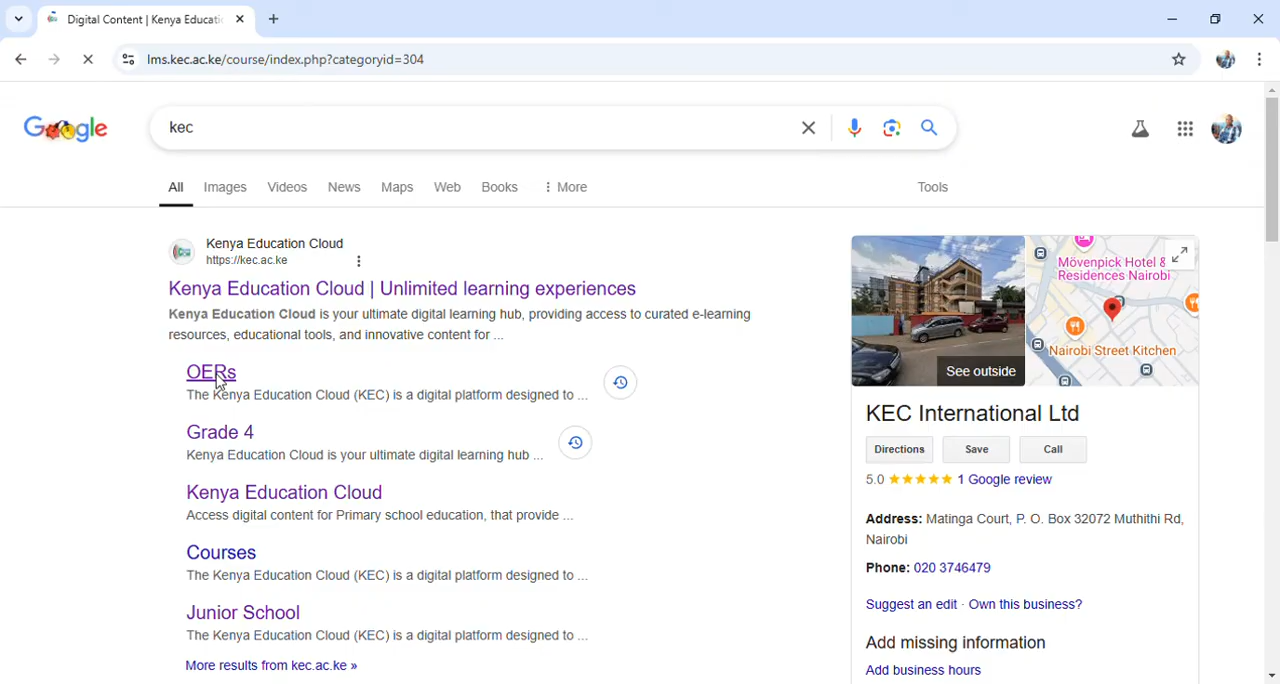 Digital Content | Kenya Educati
lms.kec.ac.ke/course/index.php?categoryid=304
Google
kec
All
Images
Videos
News
Maps
Web
Books
More
Tools
Kenya Education Cloud
https://kec.ac.ke
Kenya Education Cloud | Unlimited learning experiences
Kenya Education Cloud is your ultimate digital learning hub, providing access to curated e-learning
resources, educational tools, and innovative content for ...
OERs
The Kenya Education Cloud (KEC) is a digital platform designed to ...
Grade 4
Kenya Education Cloud is your ultimate digital learning hub ...
Kenya Education Cloud
Access digital content for Primary school education, that provide ...
Courses
The Kenya Education Cloud (KEC) is a digital platform designed to ...
Junior School
The Kenya Education Cloud (KEC) is a digital platform designed to ...
More results from kec.ac.ke »
See outside
Mövenpick Hotel &
Residences Nairobi
Nairobi Street Kitchen
KEC International Ltd
Directions
Save
Call
5.0
1 Google review
Address: Matinga Court, P. O. Box 32072 Muthithi Rd,
Nairobi
Phone: 020 3746479
Suggest an edit · Own this business?
Add missing information
Add business hours